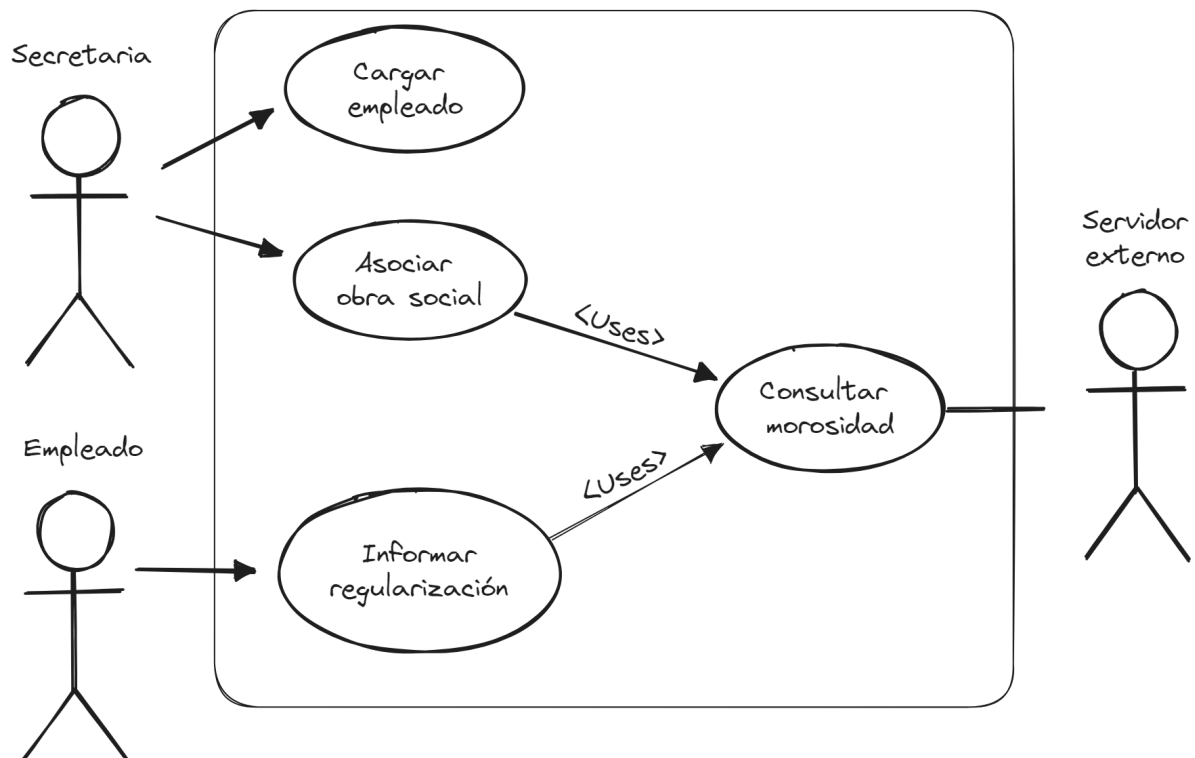 Secretaria
Cargar
empleado
Asociar
obra social
<Uses>
Servidor
externo
Consultar
morosidad
Empleado
<Uses>
Informar
regularización